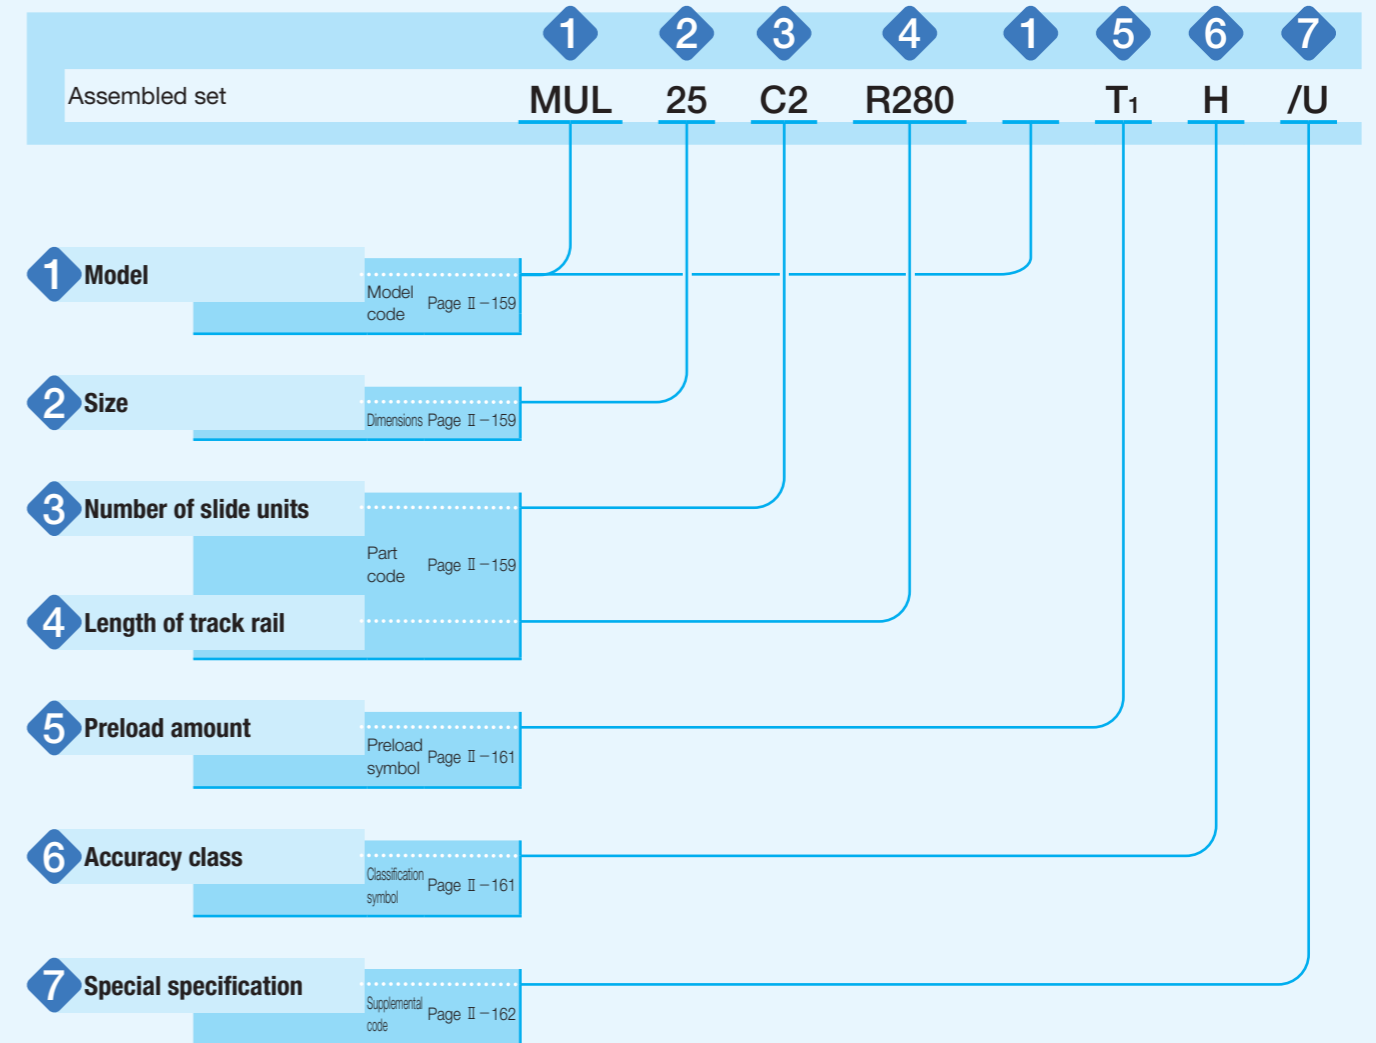 1 2 3 4 1 5 6 7
Assembled set MUL 25 C2 R280 T1 H /U
1 Model
Model code Page Ⅱ-159
2 Size
Dimensions Page Ⅱ-159
3 Number of slide units
Part code Page Ⅱ-159
4 Length of track rail
5 Preload amount
Preload symbol Page Ⅱ-161
6 Accuracy class
Classification symbol Page Ⅱ-161
7 Special specification
Supplemental code Page Ⅱ-162